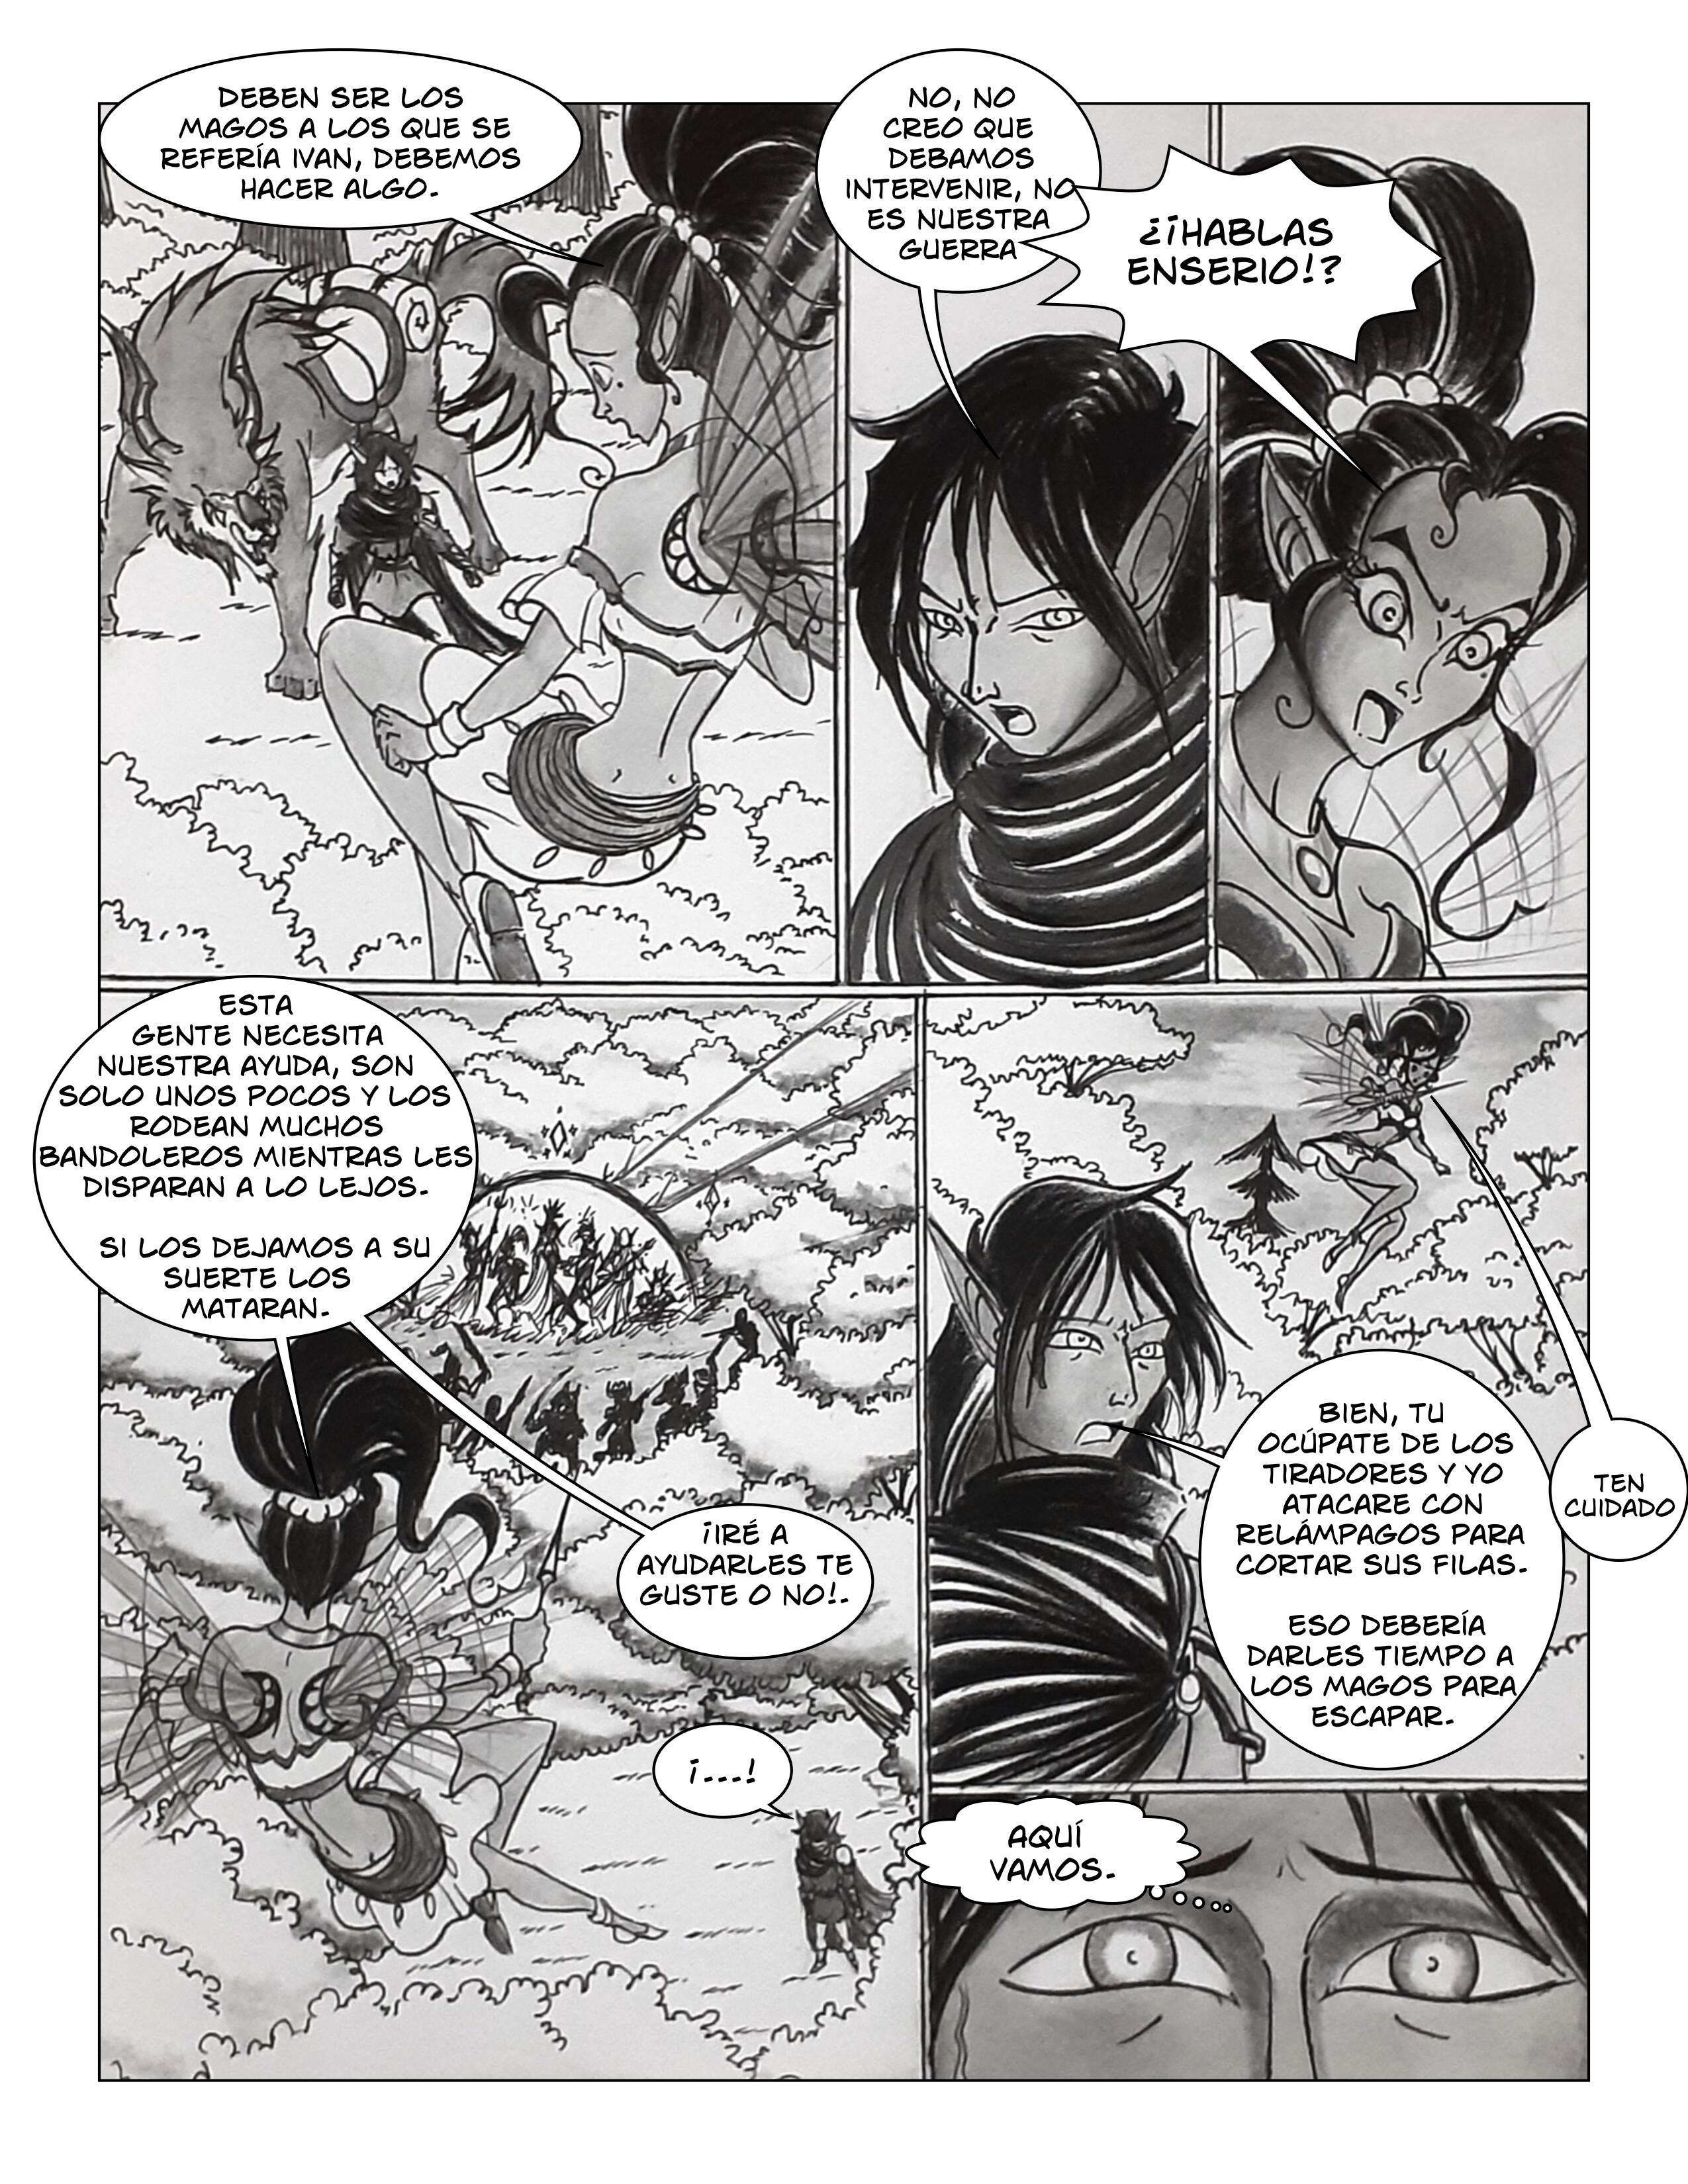 DEBEN SER LOS
MAGOS A LOS QUE SE
REFERÍA IVAN, DEBEMOS
HACER ALGO.
NO, NO
CREO QUE
DEBAMOS
INTERVENIR, NO
ES NUESTRA
GUERRA
¿¡HABLAS
ENSERIO!?
ESTA
GENTE NECESITA
NUESTRA AYUDA, SON
SOLO UNOS POCOS Y LOS
RODEAN MUCHOS
BANDOLEROS MIENTRAS LES
DISPARAN A LO LEJOS.
SI LOS DEJAMOS A SU
SUERTE LOS
MATARAN.
¡IRÉ A
AYUDARLES TE
GUSTE O NO!.
¡...!
BIEN, TU
OCÚPATE DE LOS
TIRADORES Y YO
ATACARE CON
RELÁMPAGOS PARA
CORTAR SUS FILAS.
ESO DEBERÍA
DARLES TIEMPO A
LOS MAGOS PARA
ESCAPAR.
TEN
CUIDADO
AQUÍ
VAMOS.